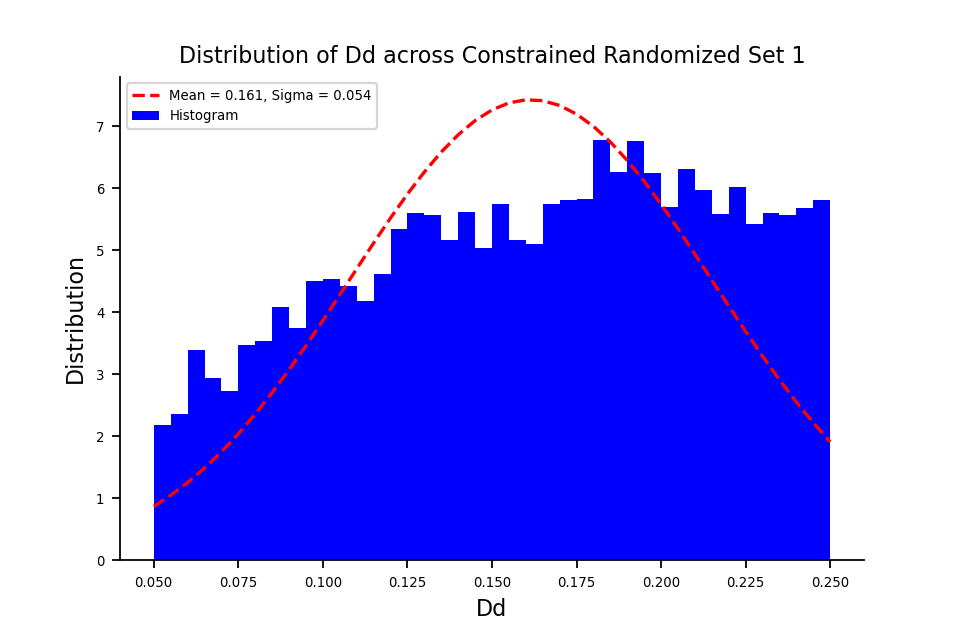 Distribution of Dd across Constrained Randomized Set 1
Mean = 0.161, Sigma = 0.054
Histogram
Distribution
7
6
5
4
3
2
1
0
0.050 0.075 0.100 0.125 0.150 0.175 0.200 0.225 0.250
Dd